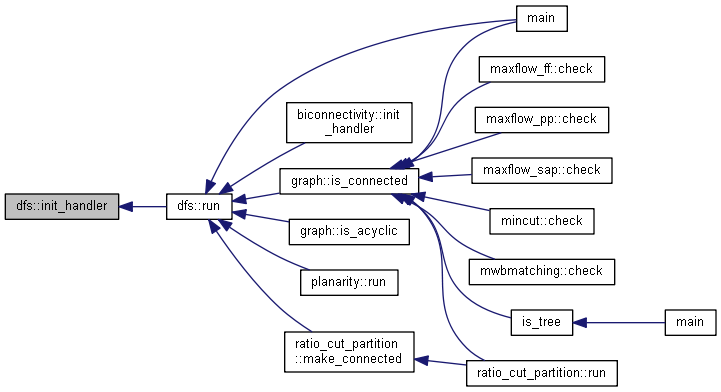 main
maxflow_ff::check
biconnectivity::init
_handler
maxflow_pp::check
maxflow_sap::check
graph::is_connected
dfs::init_handler
dfs::run
mincut::check
graph::is_acyclic
mwbmatching::check
planarity::run
is_tree
main
ratio_cut_partition
::make_connected
ratio_cut_partition::run